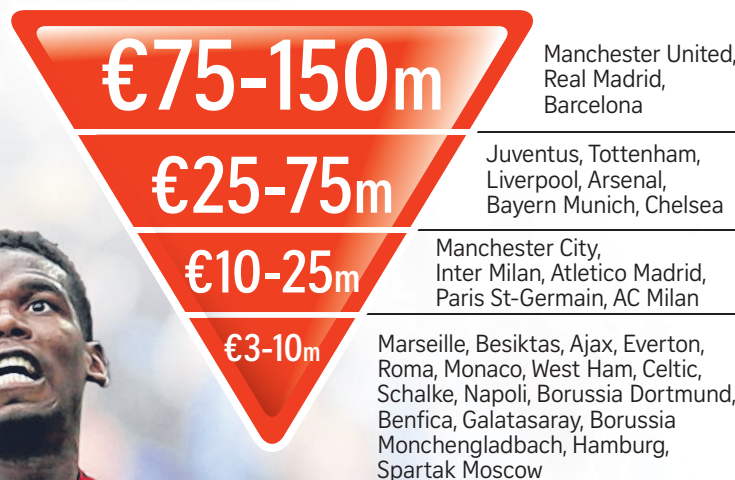 €75-150m
Manchester United,
Real Madrid,
Barcelona
€25-75m
Juventus, Tottenham,
Liverpool, Arsenal,
Bayern Munich, Chelsea
€10-25m
Manchester City,
Inter Milan, Atletico Madrid,
Paris St-Germain, AC Milan
€3-10m
Marseille, Besiktas, Ajax, Everton,
Roma, Monaco, West Ham, Celtic,
Schalke, Napoli, Borussia Dortmund,
Benfica, Galatasaray, Borussia
Monchengladbach, Hamburg,
Spartak Moscow